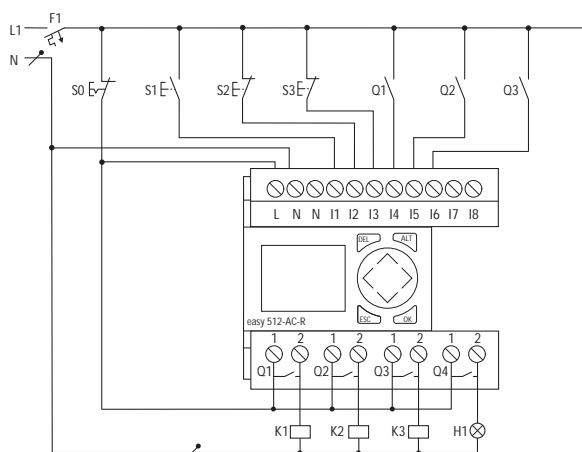 L1 F1
N
S0 S1 S2 S3 Q1 Q2 Q3
L N N I1 I2 I3 I4 I5 I6 I7 I8
DEL ALT
ESC OK
easy 512-AC-R
1 2 1 2 1 2 1 2
Q1 Q2 Q3 Q4
K1 K2 K3 H1